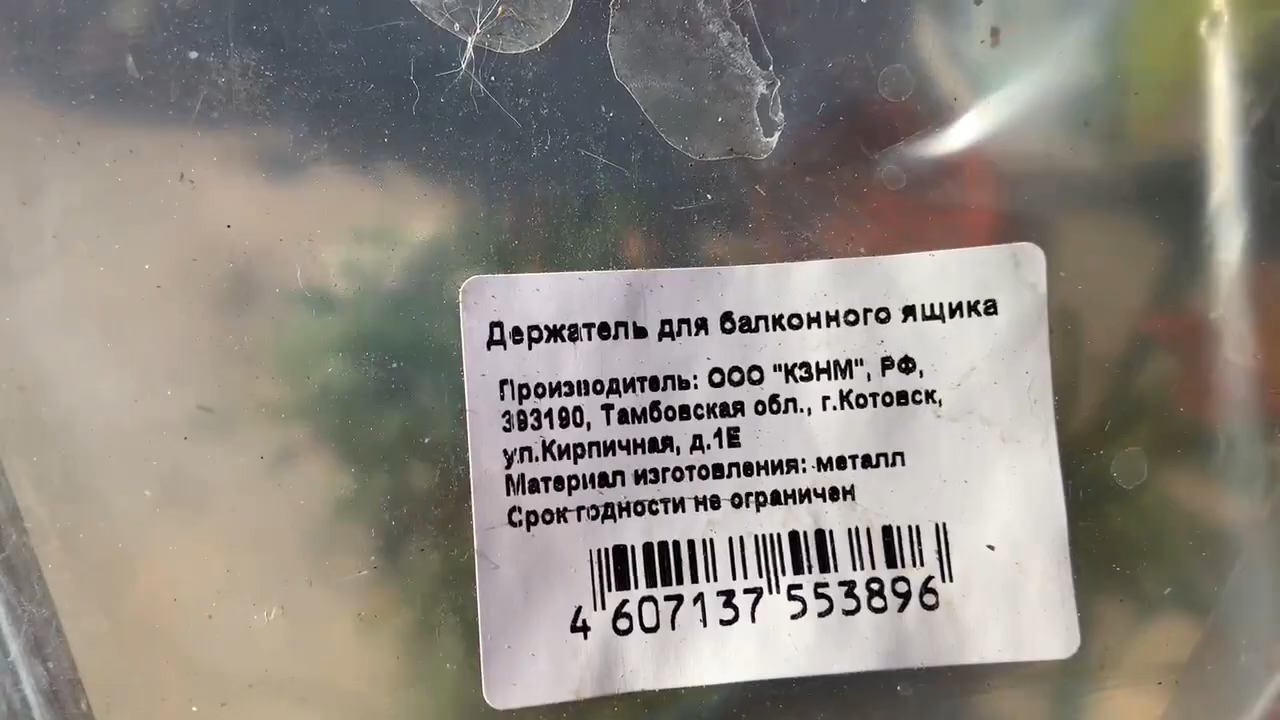 Держатель для балконного ящика
Производитель: ООО "КЗНМ", РФ,
393190, Тамбовская обл., г.Котовск,
ул.Кирпичная, д.1Е
Материал изготовления: металл
Срок годности не ограничен
4 607137 553896